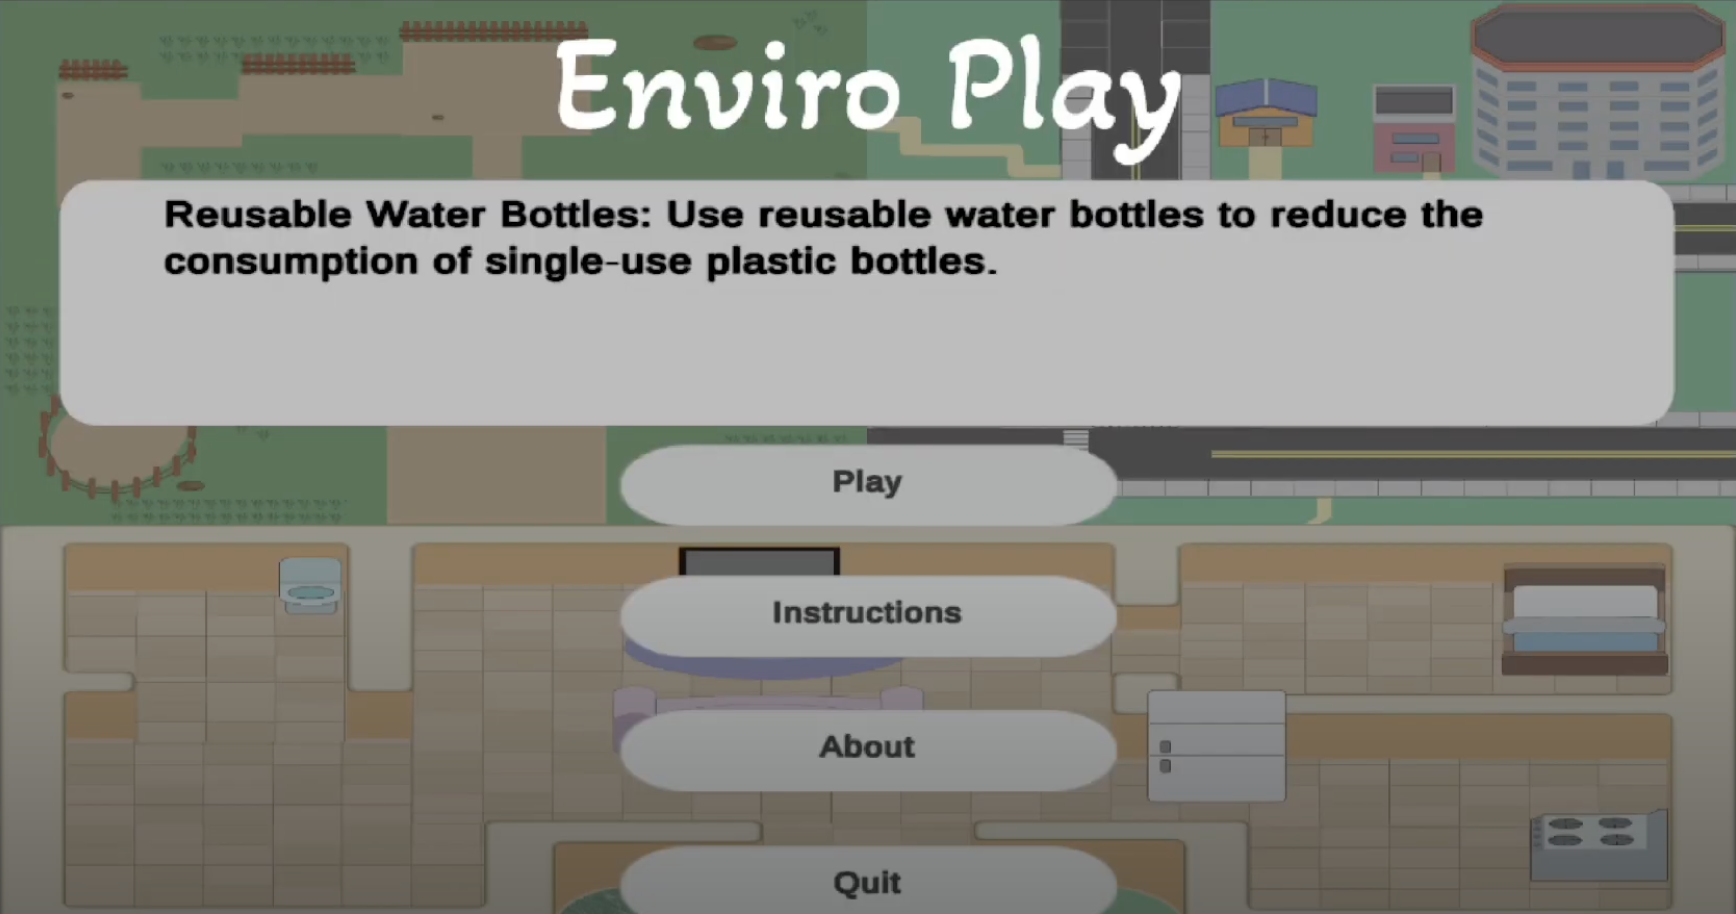 Enviro Play
Reusable Water Bottles: Use reusable water bottles to reduce the
consumption of single-use plastic bottles.
Play
Instructions
About
Quit